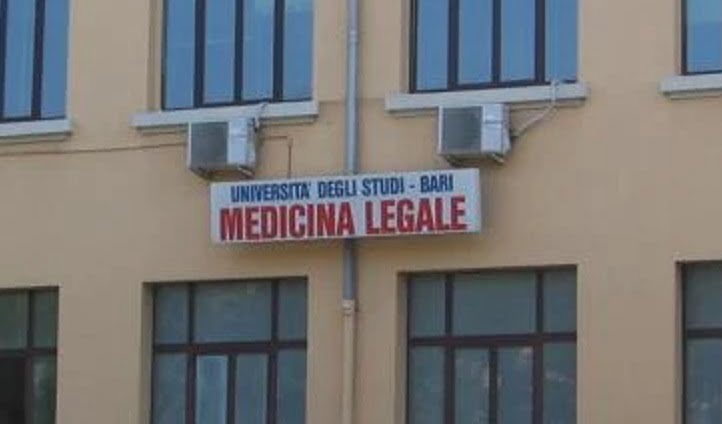 UNIVERSITA' DEGLI STUDI - BARI
MEDICINA LEGALE